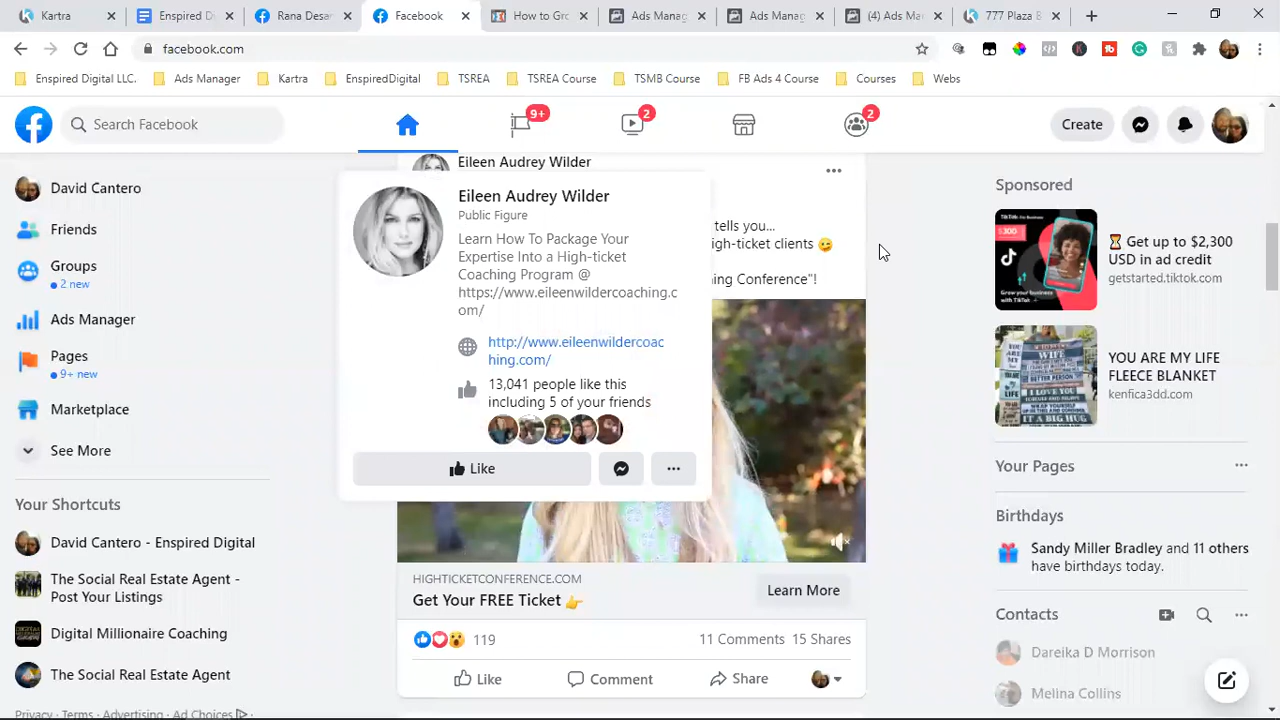 Kartra
Enspired D
Rana Desar
Facebook
How to Gro
Ads Manag
Ads Manag
(4) Ads Ma
777 Plaza B
facebook.com
Enspired Digital LLC.
Ads Manager
Kartra
EnspiredDigital
TSREA
TSREA Course
TSMB Course
FB Ads 4 Course
Courses
Webs
Search Facebook
9+
2
2
Create
David Cantero
Friends
Groups
2 new
Ads Manager
Pages
9+ new
Marketplace
See More
Your Shortcuts
David Cantero - Enspired Digital
The Social Real Estate Agent -
Post Your Listings
Digital Millionaire Coaching
The Social Real Estate Agent
Privacy · Terms · Advertising · Ad Choices
Eileen Audrey Wilder
Eileen Audrey Wilder
Public Figure
Learn How To Package Your
Expertise Into a High-ticket
Coaching Program @
https://www.eileenwildercoaching.c
om/
http://www.eileenwildercoac
hing.com/
13,041 people like this
including 5 of your friends
Like
tells you...
igh-ticket clients
ing Conference"!
HIGHTICKETCONFERENCE.COM
Get Your FREE Ticket
Learn More
119
11 Comments 15 Shares
Like
Comment
Share
Sponsored
$300
TikTok
Get up to $2,300
USD in ad credit
getstarted.tiktok.com
YOU ARE MY LIFE
FLEECE BLANKET
kenfica3dd.com
Your Pages
Birthdays
Sandy Miller Bradley and 11 others
have birthdays today.
Contacts
Dareika D Morrison
Melina Collins